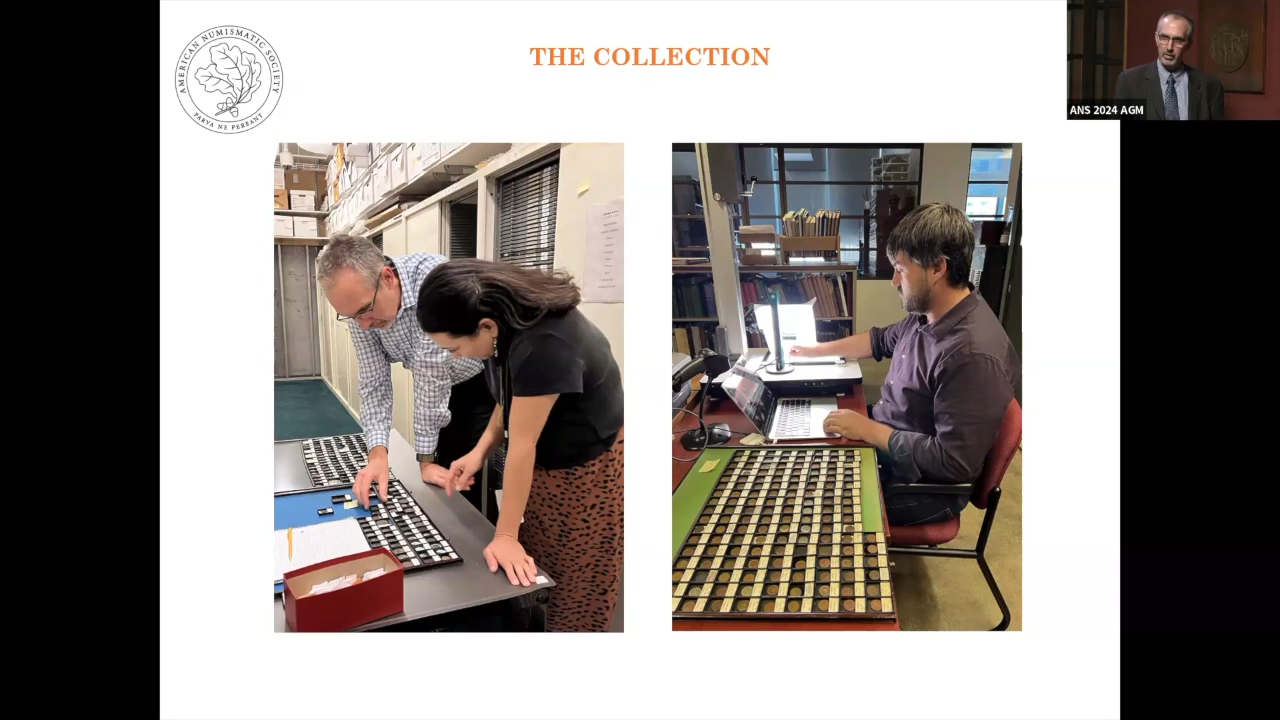 AMERICAN NUMISMATIC SOCIETY
PARVA NE PEREANT
THE COLLECTION
ANS 2024 AGM